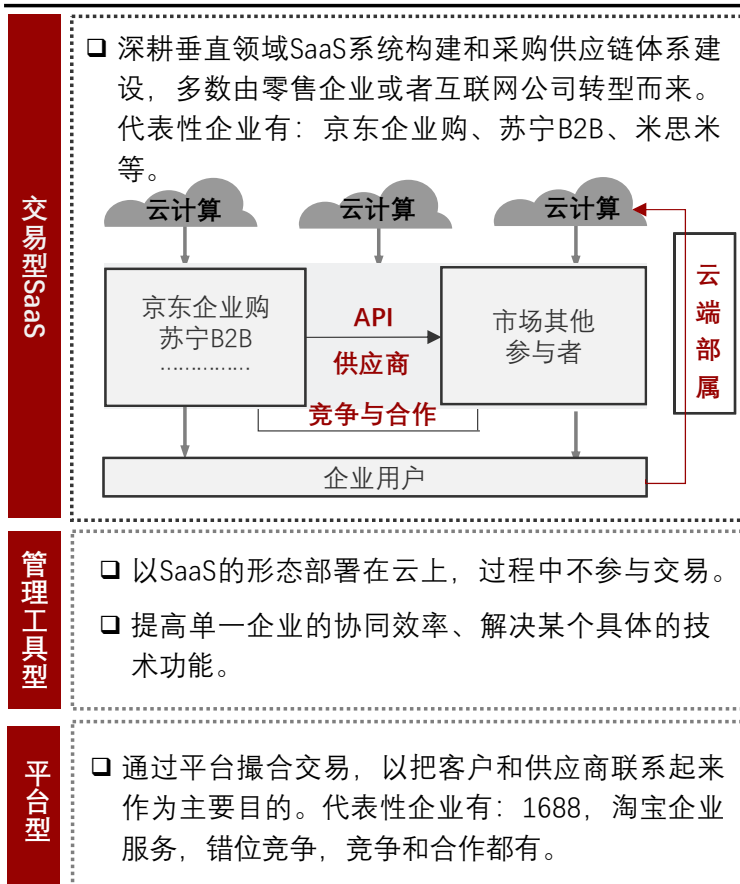 交易型SaaS
❑ 深耕垂直领域SaaS系统构建和采购供应链体系建
设，多数由零售企业或者互联网公司转型而来。
代表性企业有：京东企业购、苏宁B2B、米思米
等。
云计算
云计算
云计算
京东企业购
苏宁B2B
……………
API
供应商
市场其他
参与者
竞争与合作
企业用户
云端部属
管理工具型
❑ 以SaaS的形态部署在云上，过程中不参与交易。
❑ 提高单一企业的协同效率、解决某个具体的技
术功能。
平台型
❑ 通过平台撮合交易，以把客户和供应商联系起来
作为主要目的。代表性企业有：1688，淘宝企业
服务，错位竞争，竞争和合作都有。